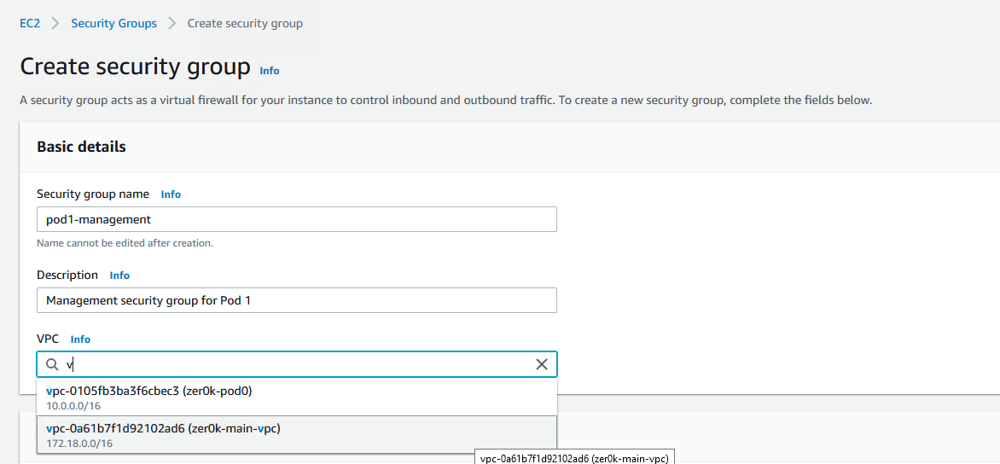 EC2 > Security Groups > Create security group
Create security group Info
A security group acts as a virtual firewall for your instance to control inbound and outbound traffic. To create a new security group, complete the fields below.
Basic details
Security group name Info
pod1-management
Name cannot be edited after creation.
Description Info
Management security group for Pod 1
VPC Info
v
vpc-0105fb3ba3f6cbec3 (zer0k-pod0)
10.0.0.0/16
vpc-0a61b7f1d92102ad6 (zer0k-main-vpc)
172.18.0.0/16
vpc-0a61b7f1d92102ad6 (zer0k-main-vpc)